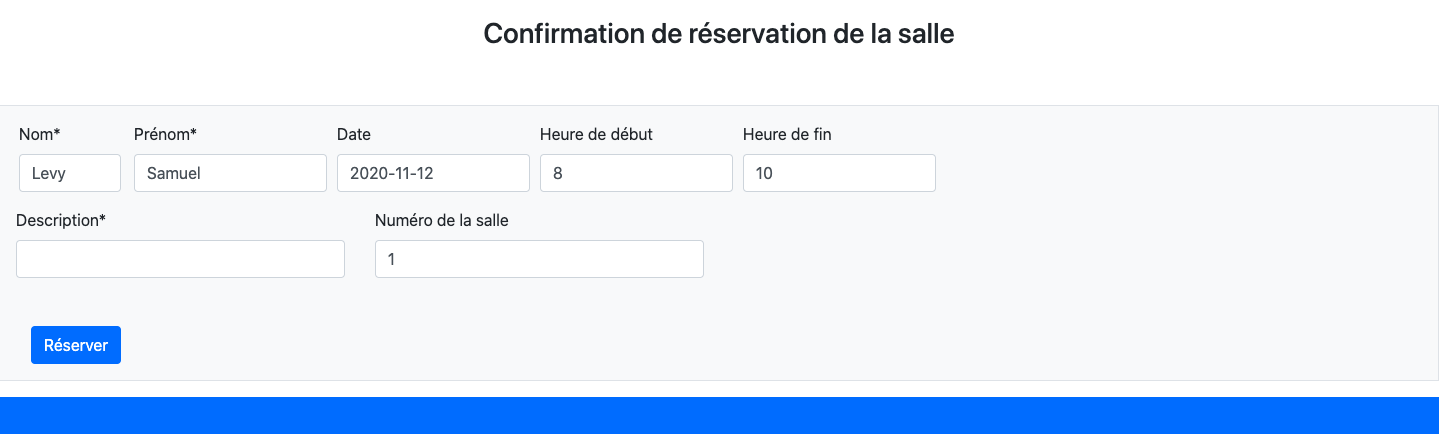 Confirmation de réservation de la salle
Nom* Prénom* Date Heure de début Heure de fin
Levy Samuel 2020-11-12 8 10
Description* Numéro de la salle
1
Réserver